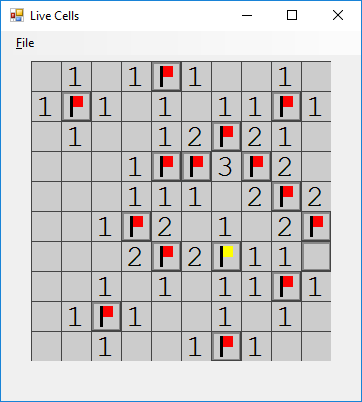 Live Cells
File
1 1 1 1
1 1 1 1 1 1
1 1 2 2 1
1 3 2
1 1 1 2 2
1 2 1 2
2 2 1 1
1 1 1 1 1
1 1 1 1
1 1 1